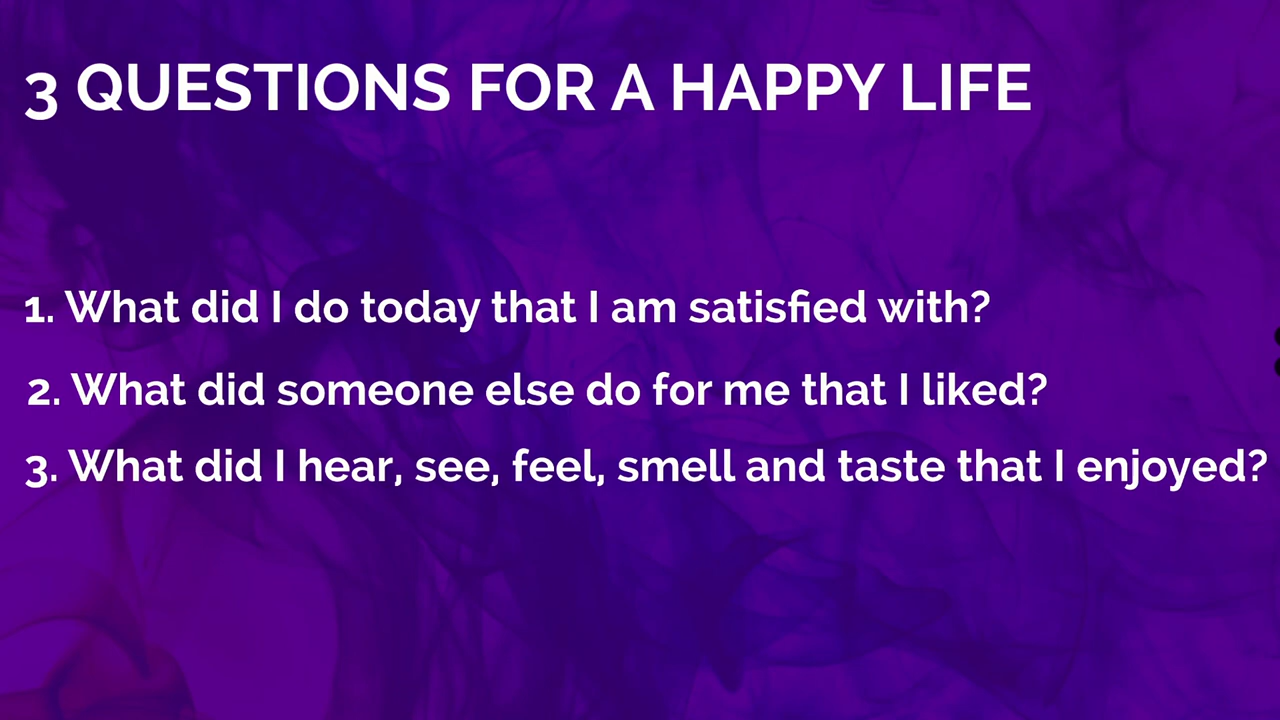 3 QUESTIONS FOR A HAPPY LIFE
1. What did I do today that I am satisfied with?
2. What did someone else do for me that I liked?
3. What did I hear, see, feel, smell and taste that I enjoyed?